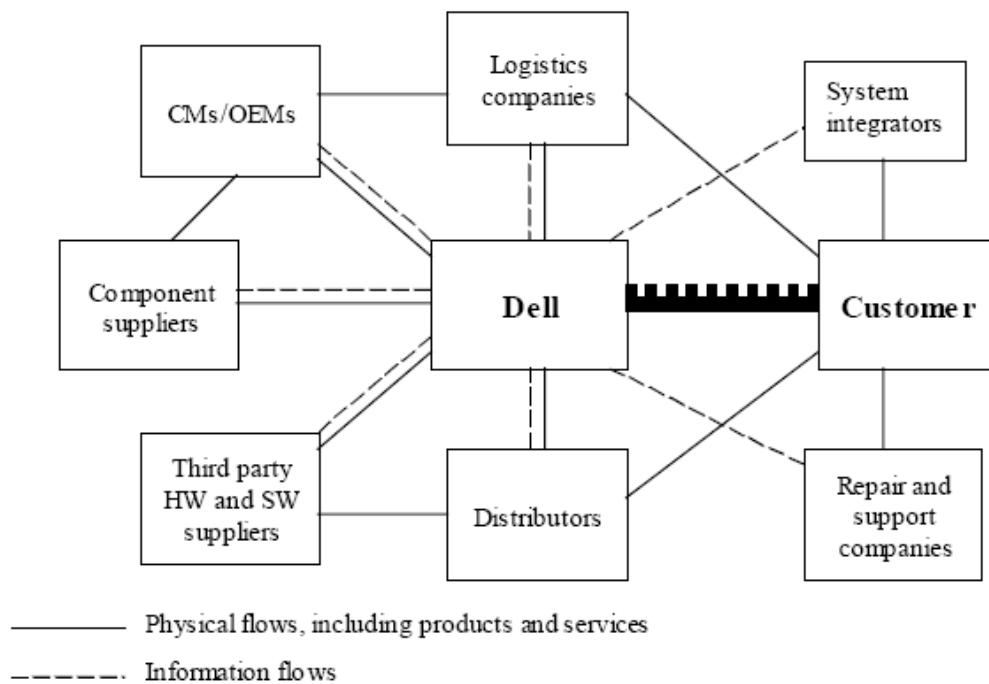 Logistics
companies
CMs/OEMs
System
integrators
Component
suppliers
Dell
Customer
Third party
HW and SW
suppliers
Distributors
Repair and
support
companies
Physical flows, including products and services
Information flows